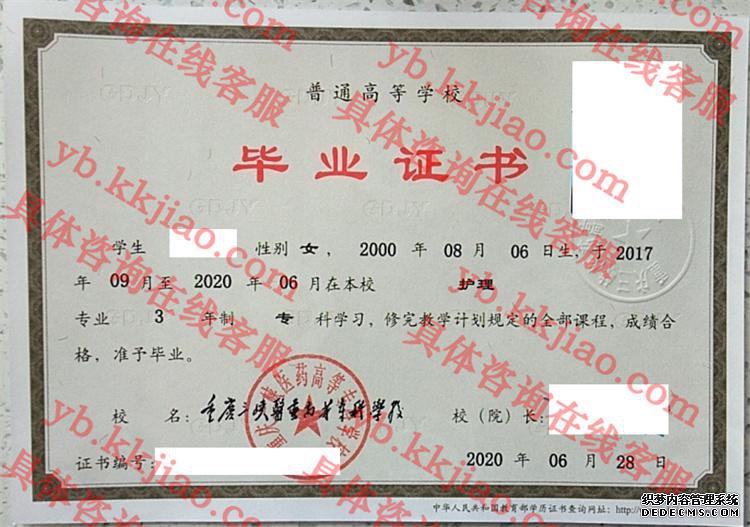 普通高等学校
毕业证书
学生 性别 女 ， 2000 年 08 月 06 日生，于 2017
年 09 月至 2020 年 06 月在本校 护理
专业 3 年制 专 科学习，修完教学计划规定的全部课程，成绩合
格，准予毕业。
校 名： 重庆三峡医药高等专科学校 校（院）长：
证书编号： 2020 年 06 月 28 日
中华人民共和国教育部学历证书查询网址：http://
具体咨询在线客服
yb.kkjiao.com
织梦内容管理系统
DEDECMS.COM